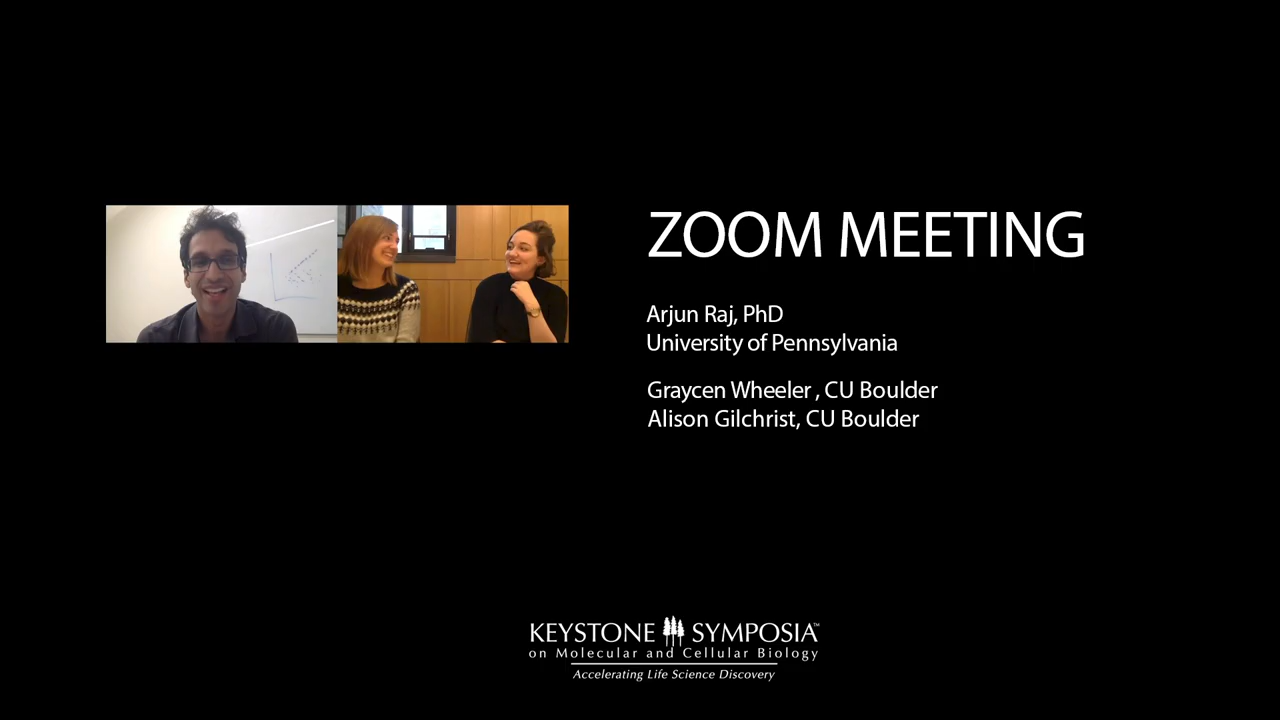 ZOOM MEETING
Arjun Raj, PhD
University of Pennsylvania
Graycen Wheeler , CU Boulder
Alison Gilchrist, CU Boulder
KEYSTONE SYMPOSIA™
on Molecular and Cellular Biology
Accelerating Life Science Discovery